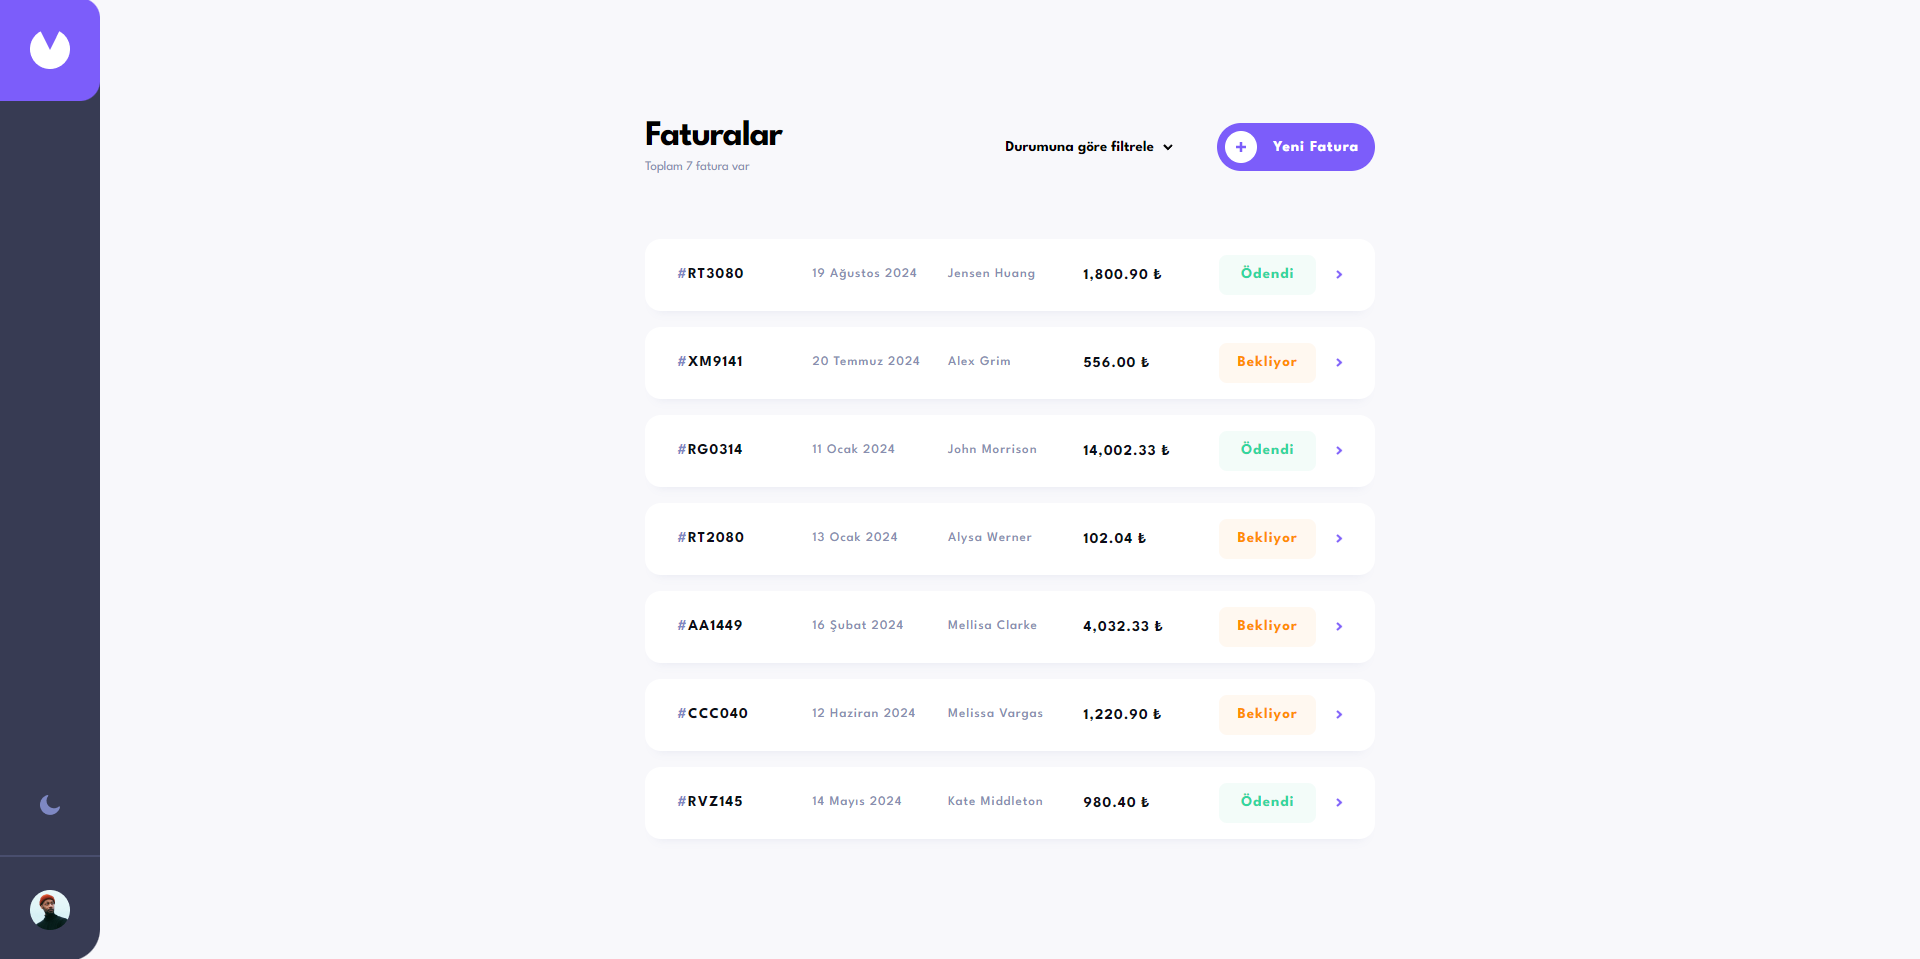 Faturalar
Toplam 7 fatura var
Durumuna göre filtrele
Yeni Fatura
#RT3080 19 Ağustos 2024 Jensen Huang 1,800.90 ₺ Ödendi
#XM9141 20 Temmuz 2024 Alex Grim 556.00 ₺ Bekliyor
#RG0314 11 Ocak 2024 John Morrison 14,002.33 ₺ Ödendi
#RT2080 13 Ocak 2024 Alysa Werner 102.04 ₺ Bekliyor
#AA1449 16 Şubat 2024 Mellisa Clarke 4,032.33 ₺ Bekliyor
#CCC040 12 Haziran 2024 Melissa Vargas 1,220.90 ₺ Bekliyor
#RVZ145 14 Mayıs 2024 Kate Middleton 980.40 ₺ Ödendi